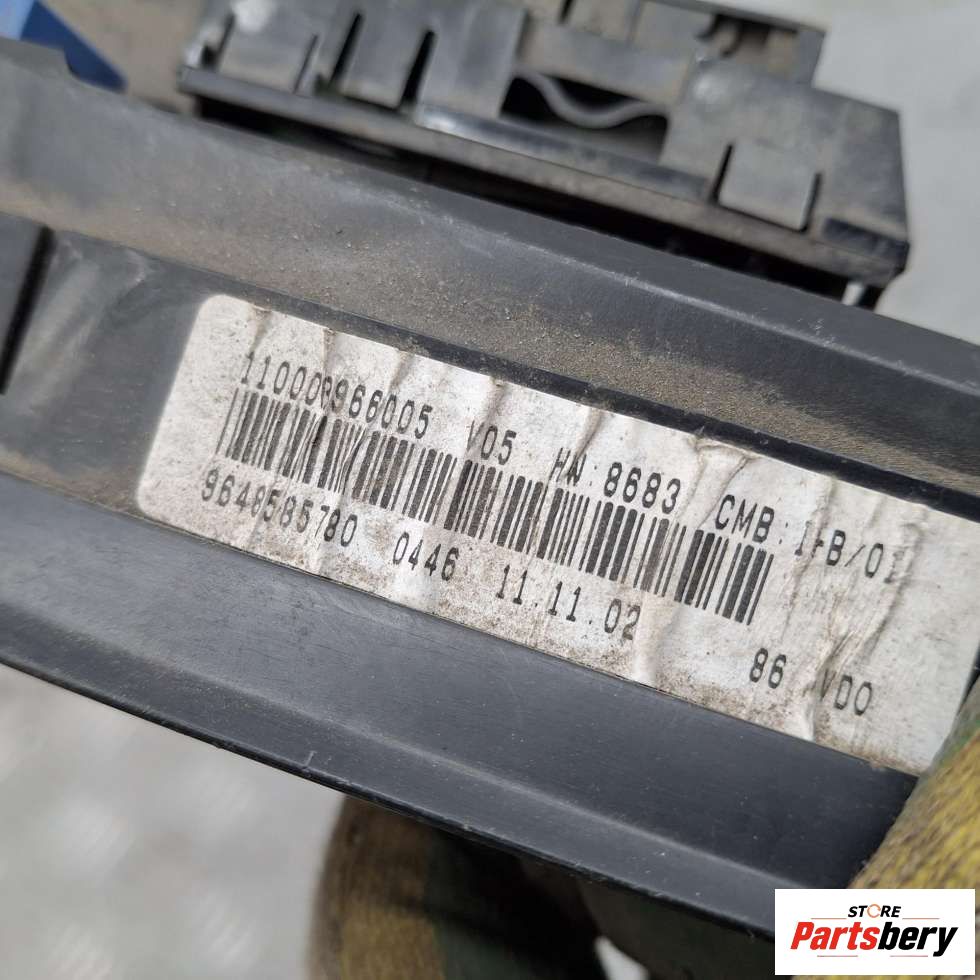 110008966005 V05 HW:8683 CMB:1-B/01
9648585780 0446 11.11.02
86 VDO
STORE
Partsbery